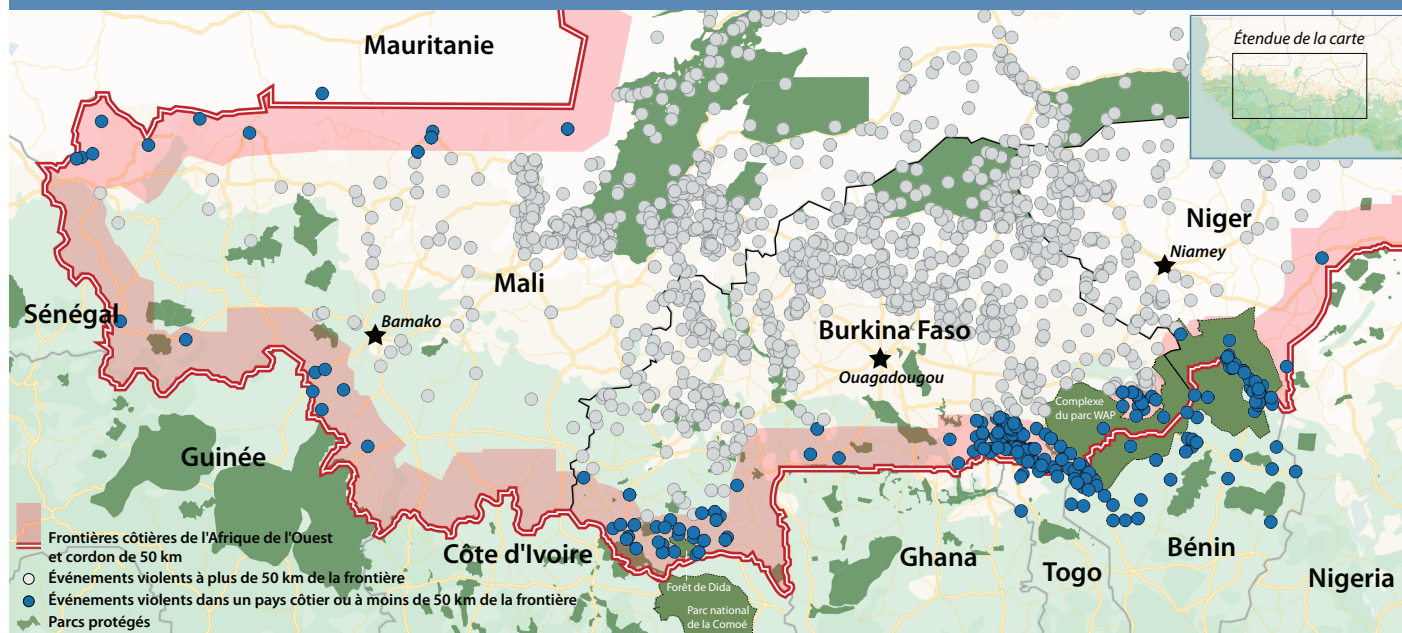 Étendue de la carte
Mauritanie
Niger
Niamey
Mali
Sénégal
Bamako
Burkina Faso
Ouagadougou
Complexe
du parc WAP
Guinée
Frontières côtières de l'Afrique de l'Ouest
et cordon de 50 km
Côte d'Ivoire
Ghana
Togo
Bénin
Nigeria
Événements violents à plus de 50 km de la frontière
Événements violents dans un pays côtier ou à moins de 50 km de la frontière
Parcs protégés
Forêt de Dida
Parc national
de la Comoé